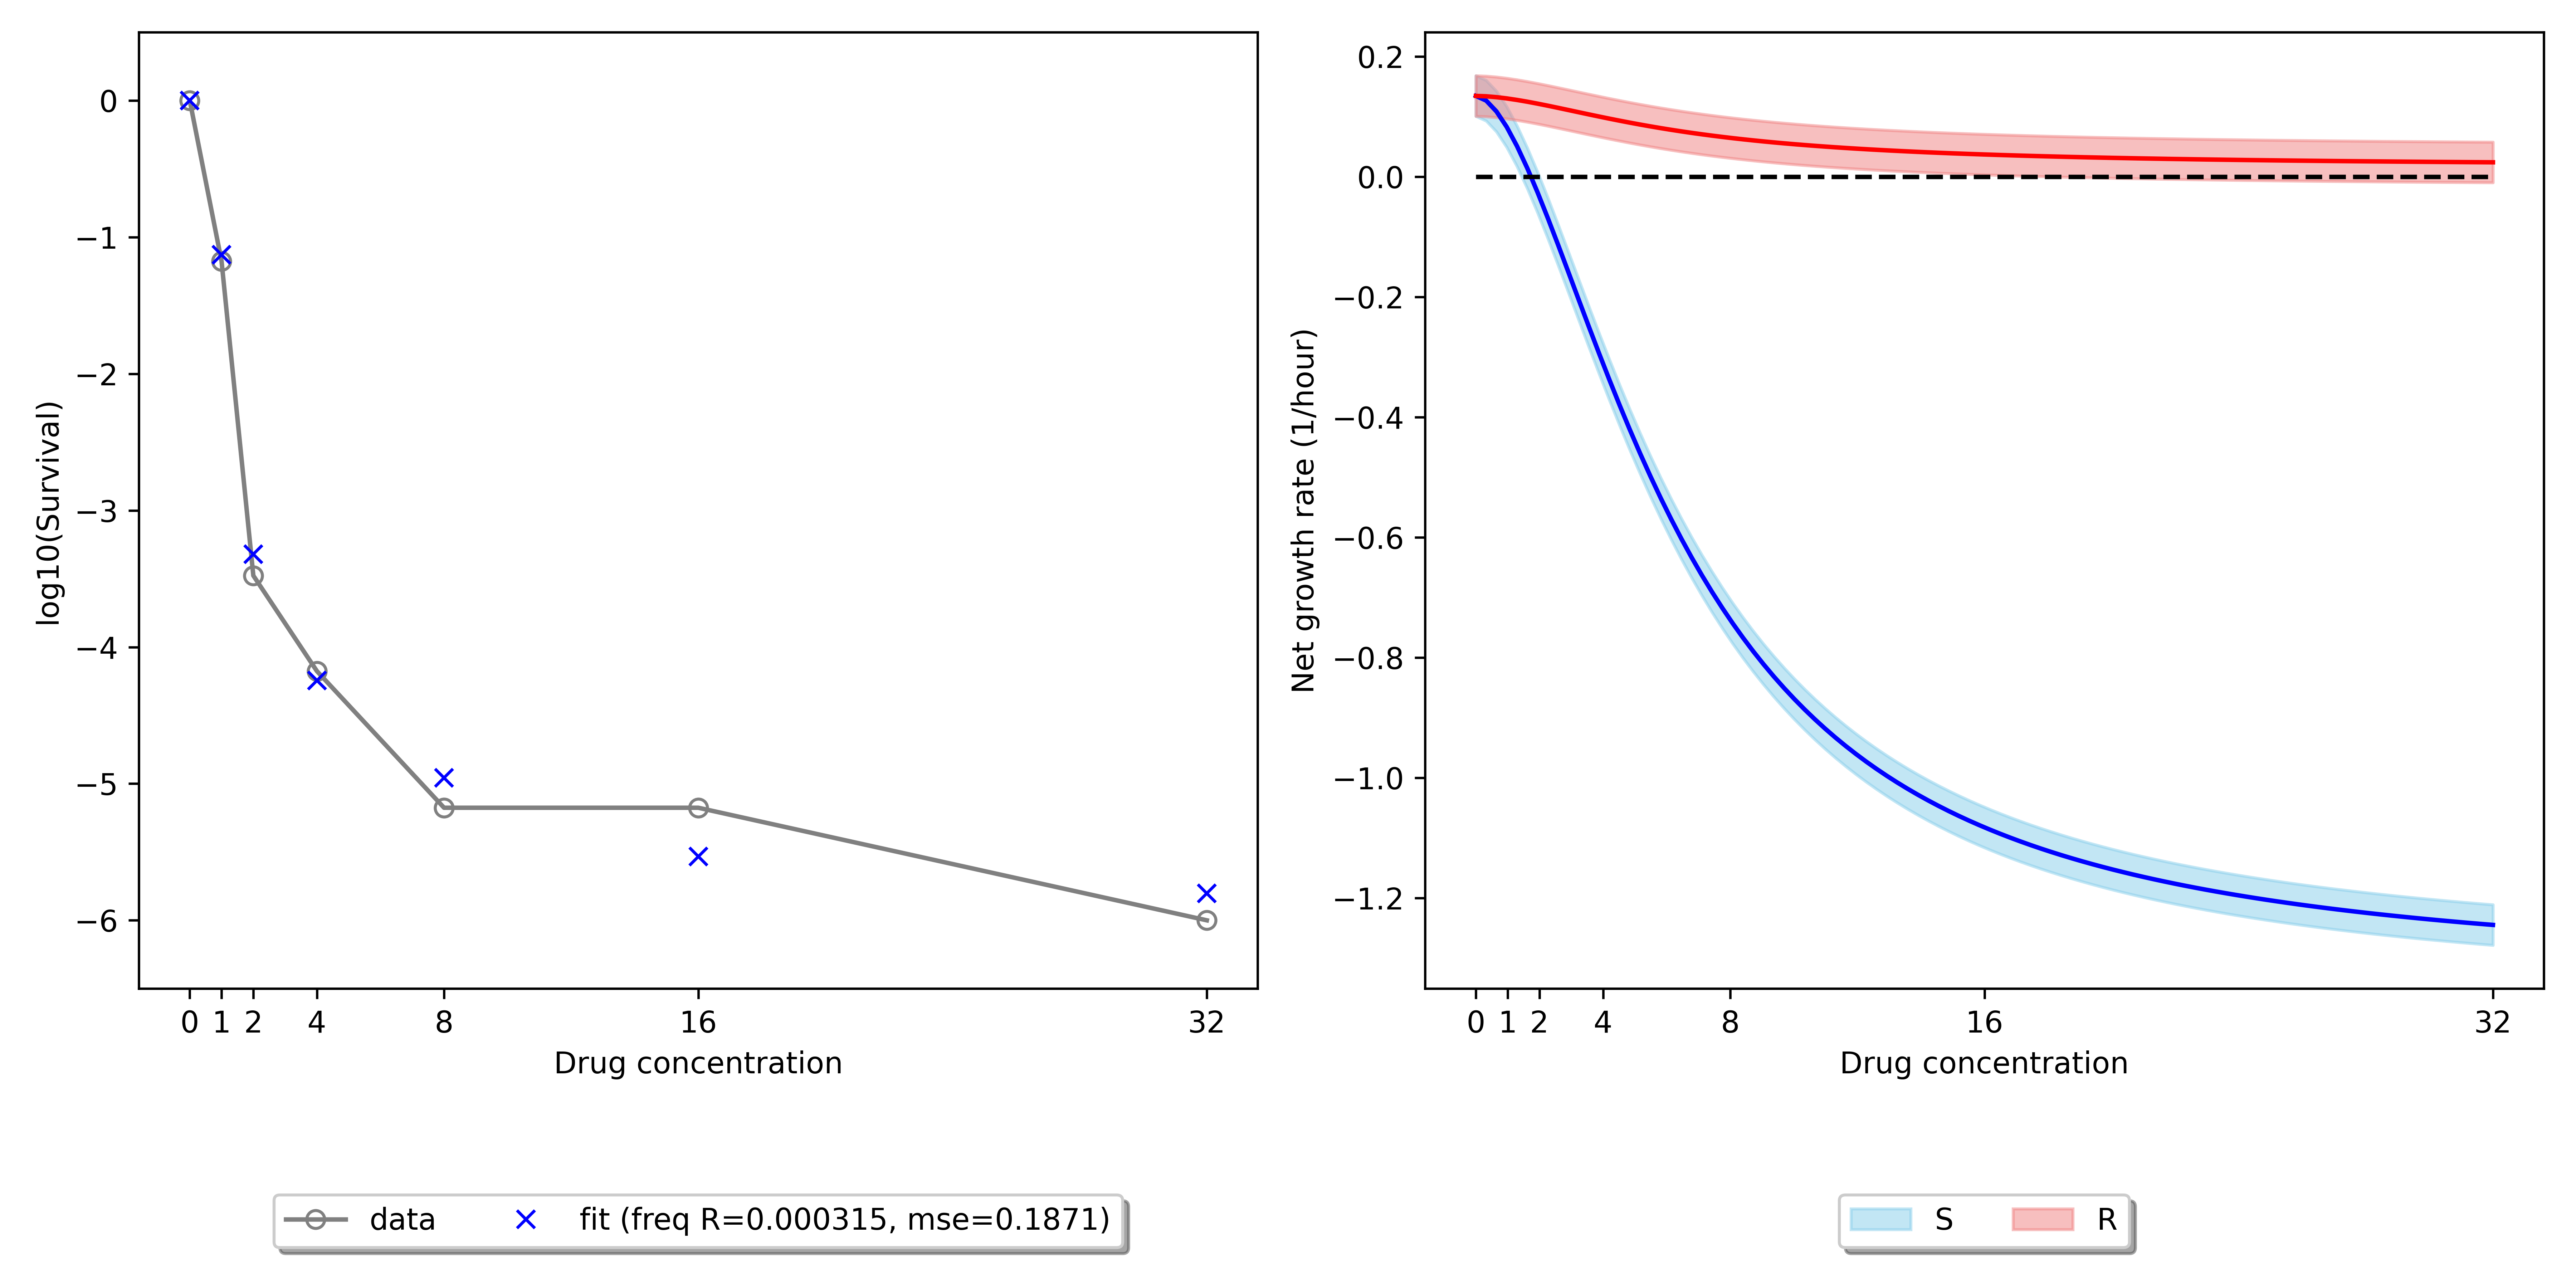 0
−1
−2
−3
−4
−5
−6
log10(Survival)
0 1 2 4 8 16 32
Drug concentration
data fit (freq R=0.000315, mse=0.1871)
0.2
0.0
−0.2
−0.4
−0.6
−0.8
−1.0
−1.2
Net growth rate (1/hour)
0 1 2 4 8 16 32
Drug concentration
S R